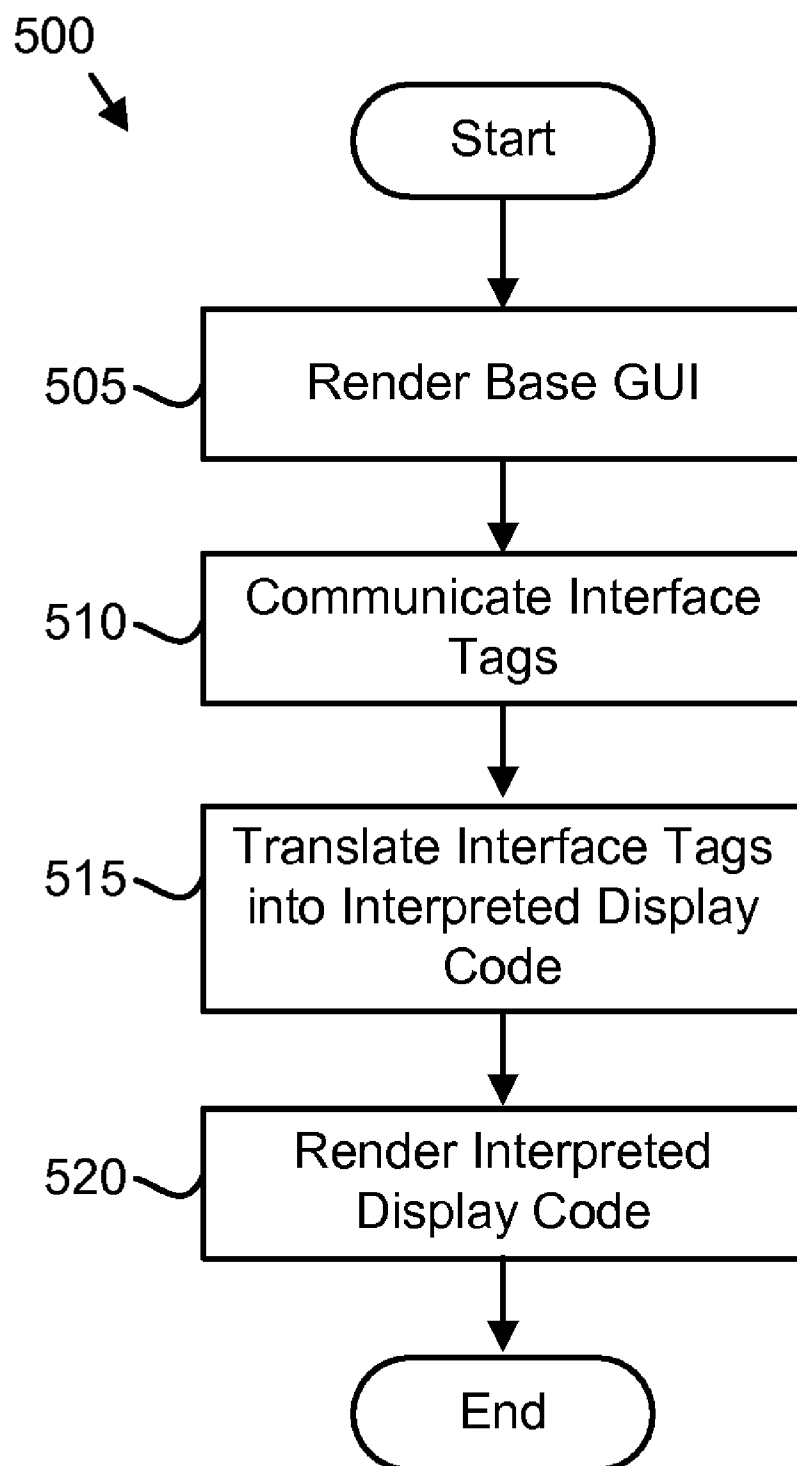 500
Start
505
Render Base GUI
510
Communicate Interface
Tags
515
Translate Interface Tags
into Interpreted Display
Code
520
Render Interpreted
Display Code
End